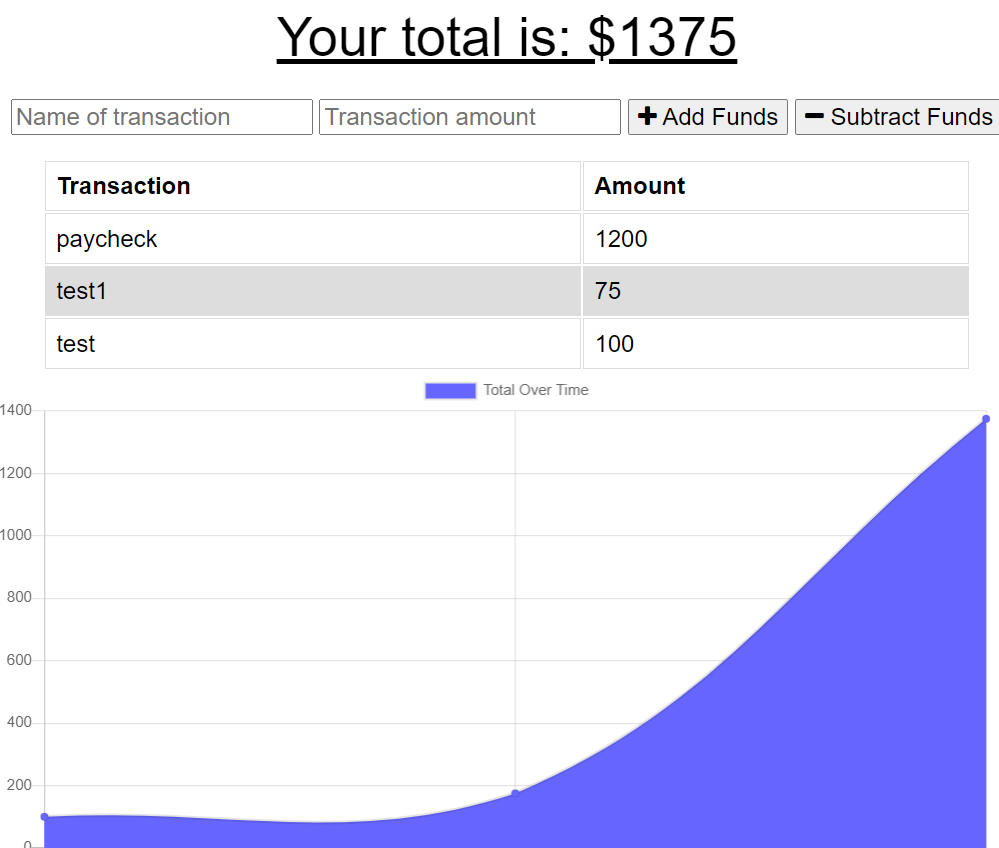 Your total is: $1375
Name of transaction Transaction amount + Add Funds − Subtract Funds
Transaction Amount
paycheck 1200
test1 75
test 100
Total Over Time
1400
1200
1000
800
600
400
200
0